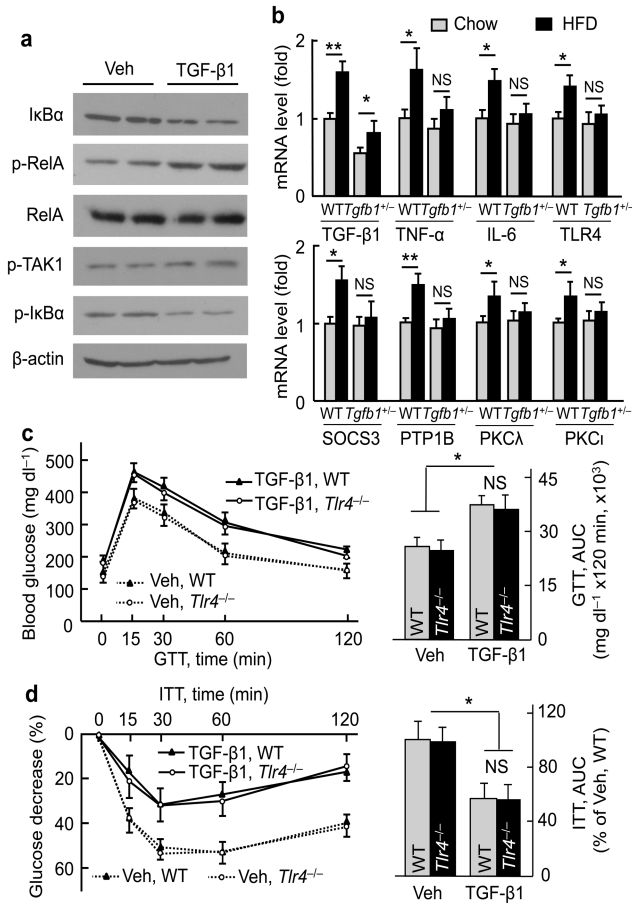 a
Veh TGF-β1
IκBα
p-RelA
RelA
p-TAK1
p-IκBα
β-actin
b
Chow HFD
mRNA level (fold)
2
1
0
** * * * * *
NS NS NS
WT Tgfb1+/– WT Tgfb1+/– WT Tgfb1+/– WT Tgfb1+/–
TGF-β1 TNF-α IL-6 TLR4
mRNA level (fold)
2
1
0
* ** * *
NS NS NS NS
WT Tgfb1+/– WT Tgfb1+/– WT Tgfb1+/– WT Tgfb1+/–
SOCS3 PTP1B PKCλ PKCι
c
Blood glucose (mg dl–1)
500
400
300
200
100
0
TGF-β1, WT
TGF-β1, Tlr4–/–
Veh, WT
Veh, Tlr4–/–
0 15 30 60 120
GTT, time (min)
*
NS
WT Tlr4–/– WT Tlr4–/–
Veh TGF-β1
45
30
15
0
GTT, AUC
(mg dl–1 x120 min, x103)
d
ITT, time (min)
0 15 30 60 120
Glucose decrease (%)
0
20
40
60
TGF-β1, WT
TGF-β1, Tlr4–/–
Veh, WT Veh, Tlr4–/–
*
NS
WT Tlr4–/– WT Tlr4–/–
Veh TGF-β1
120
80
40
0
ITT, AUC
(% of Veh, WT)